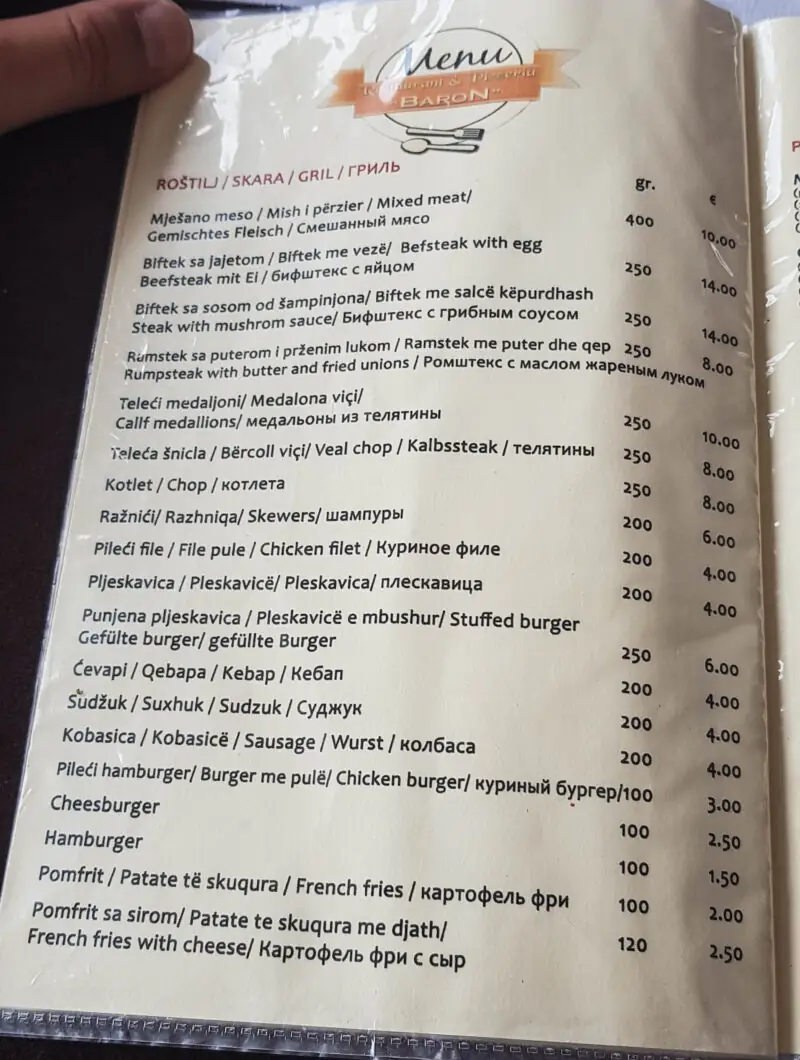 Menu
Restaurant & Pizzeria
"BARON"
ROŠTILJ / SKARA / GRIL / ГРИЛЬ gr. €
Mješano meso / Mish i përzier / Mixed meat/
Gemischtes Fleisch / Смешанный мясо 400 10.00
Biftek sa jajetom / Biftek me vezë/ Befsteak with egg
Beefsteak mit Ei / бифштекс с яйцом 250 14.00
Biftek sa sosom od šampinjona/ Biftek me salcë këpurdhash
Steak with mushrom sauce/ Бифштекс с грибным соусом 250 14.00
Ramstek sa puterom i prženim lukom / Ramstek me puter dhe qep 250 8.00
Rumpsteak with butter and fried unions / Ромштекс с маслом жареным луком
Teleći medaljoni/ Medalona viçi/
Callf medallions/ медальоны из телятины 250 10.00
Teleća šnicla / Bërcoll viçi/ Veal chop / Kalbssteak / телятины 250 8.00
Kotlet / Chop / котлета 250 8.00
Ražnići/ Razhniqa/ Skewers/ шампуры 200 6.00
Pileći file / File pule / Chicken filet / Куриное филе 200 4.00
Pljeskavica / Pleskavicë/ Pleskavica/ плескавица 200 4.00
Punjena pljeskavica / Pleskavicë e mbushur/ Stuffed burger
Gefülte burger/ gefüllte Burger 250 6.00
Ćevapi / Qebapa / Kebap / Кебап 200 4.00
Sudžuk / Suxhuk / Sudzuk / Суджук 200 4.00
Kobasica / Kobasicë / Sausage / Wurst / колбаса 200 4.00
Pileći hamburger/ Burger me pulë/ Chicken burger/ куриный бургер/100 3.00
Cheesburger 100 2.50
Hamburger 100 1.50
Pomfrit / Patate të skuqura / French fries / картофель фри 100 2.00
Pomfrit sa sirom/ Patate te skuqura me djath/
French fries with cheese/ Картофель фри с сыр 120 2.50